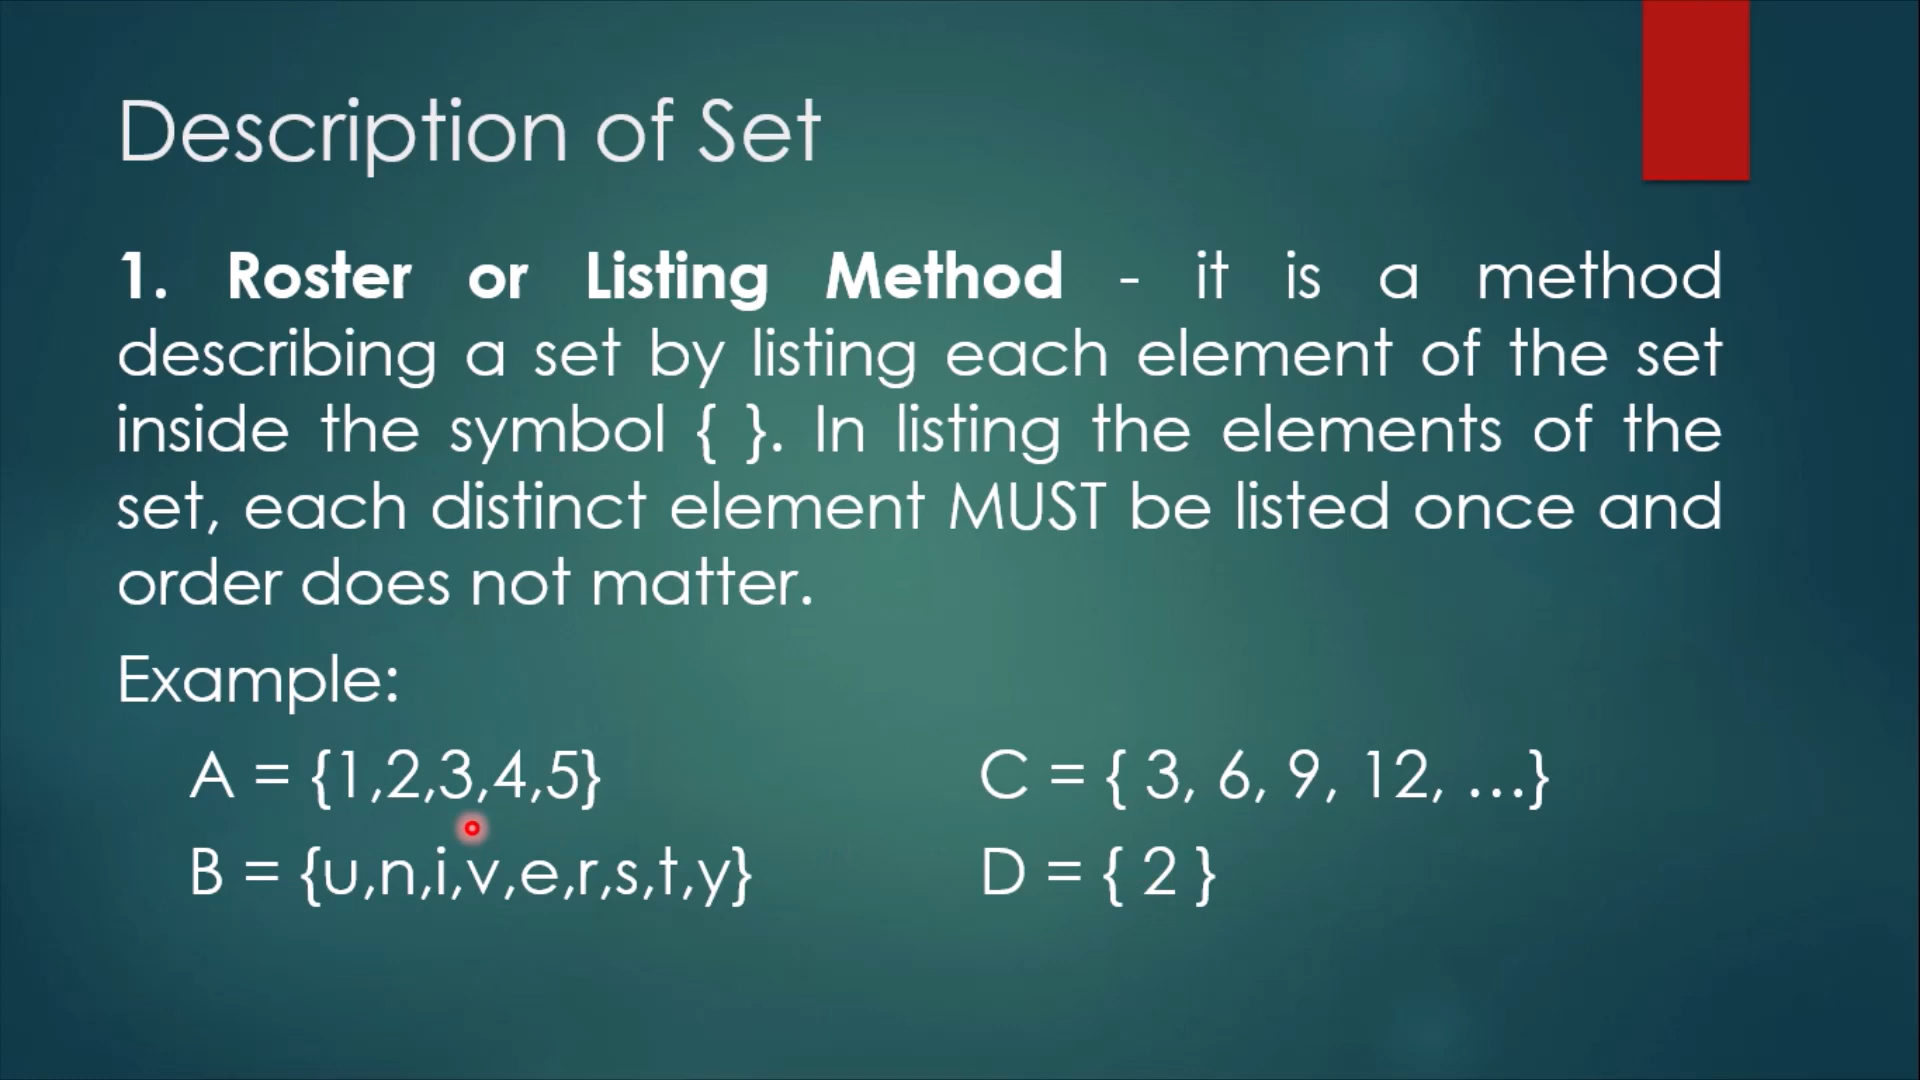 Description of Set
1. Roster or Listing Method - it is a method
describing a set by listing each element of the set
inside the symbol { }. In listing the elements of the
set, each distinct element MUST be listed once and
order does not matter.
Example:
A = {1,2,3,4,5}
C = { 3, 6, 9, 12, ...}
B = {u,n,i,v,e,r,s,t,y}
D = { 2 }